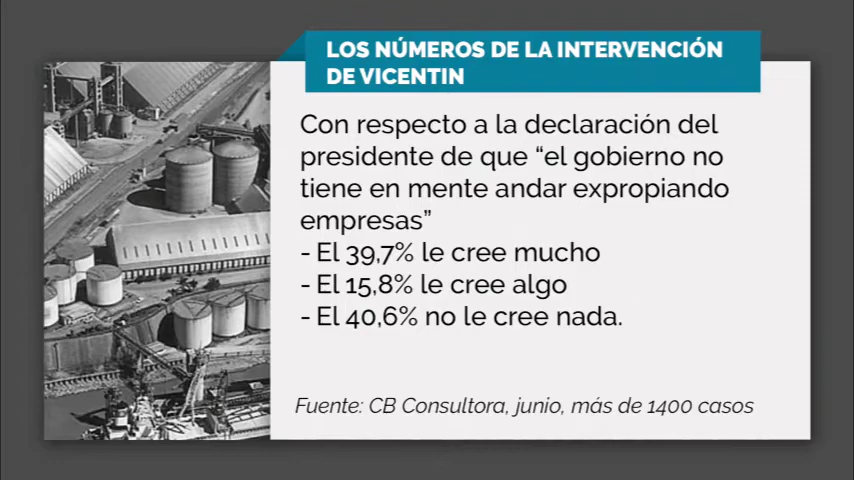 LOS NÚMEROS DE LA INTERVENCIÓN
DE VICENTIN
Con respecto a la declaración del
presidente de que “el gobierno no
tiene en mente andar expropiando
empresas”
- El 39,7% le cree mucho
- El 15,8% le cree algo
- El 40,6% no le cree nada.
Fuente: CB Consultora, junio, más de 1400 casos